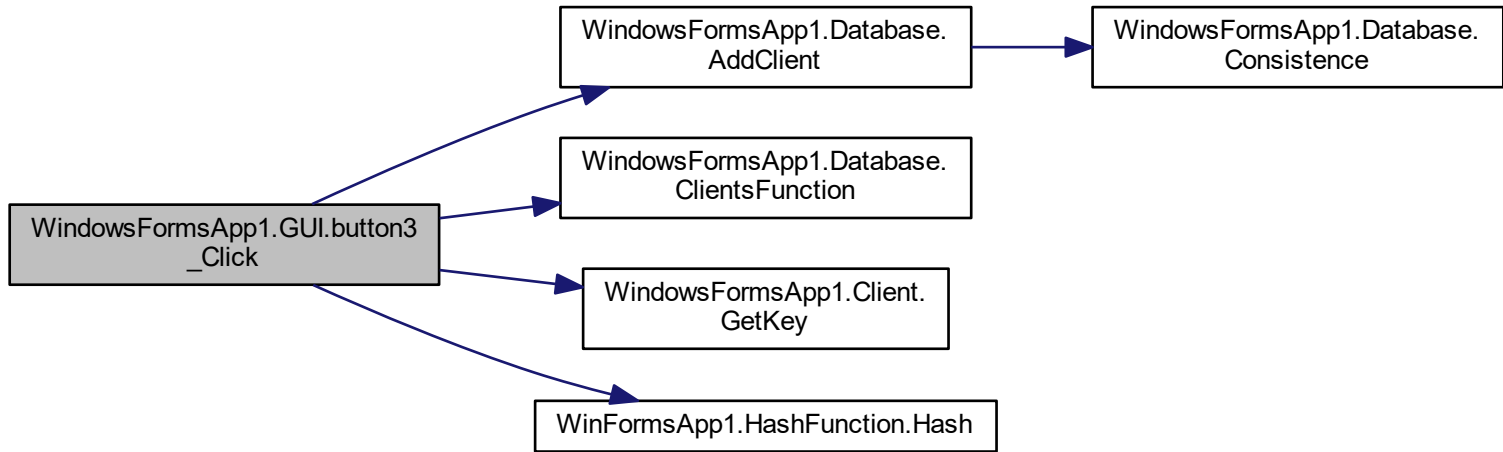 WindowsFormsApp1.GUI.button3
_Click
WindowsFormsApp1.Database.
AddClient
WindowsFormsApp1.Database.
Consistence
WindowsFormsApp1.Database.
ClientsFunction
WindowsFormsApp1.Client.
GetKey
WinFormsApp1.HashFunction.Hash